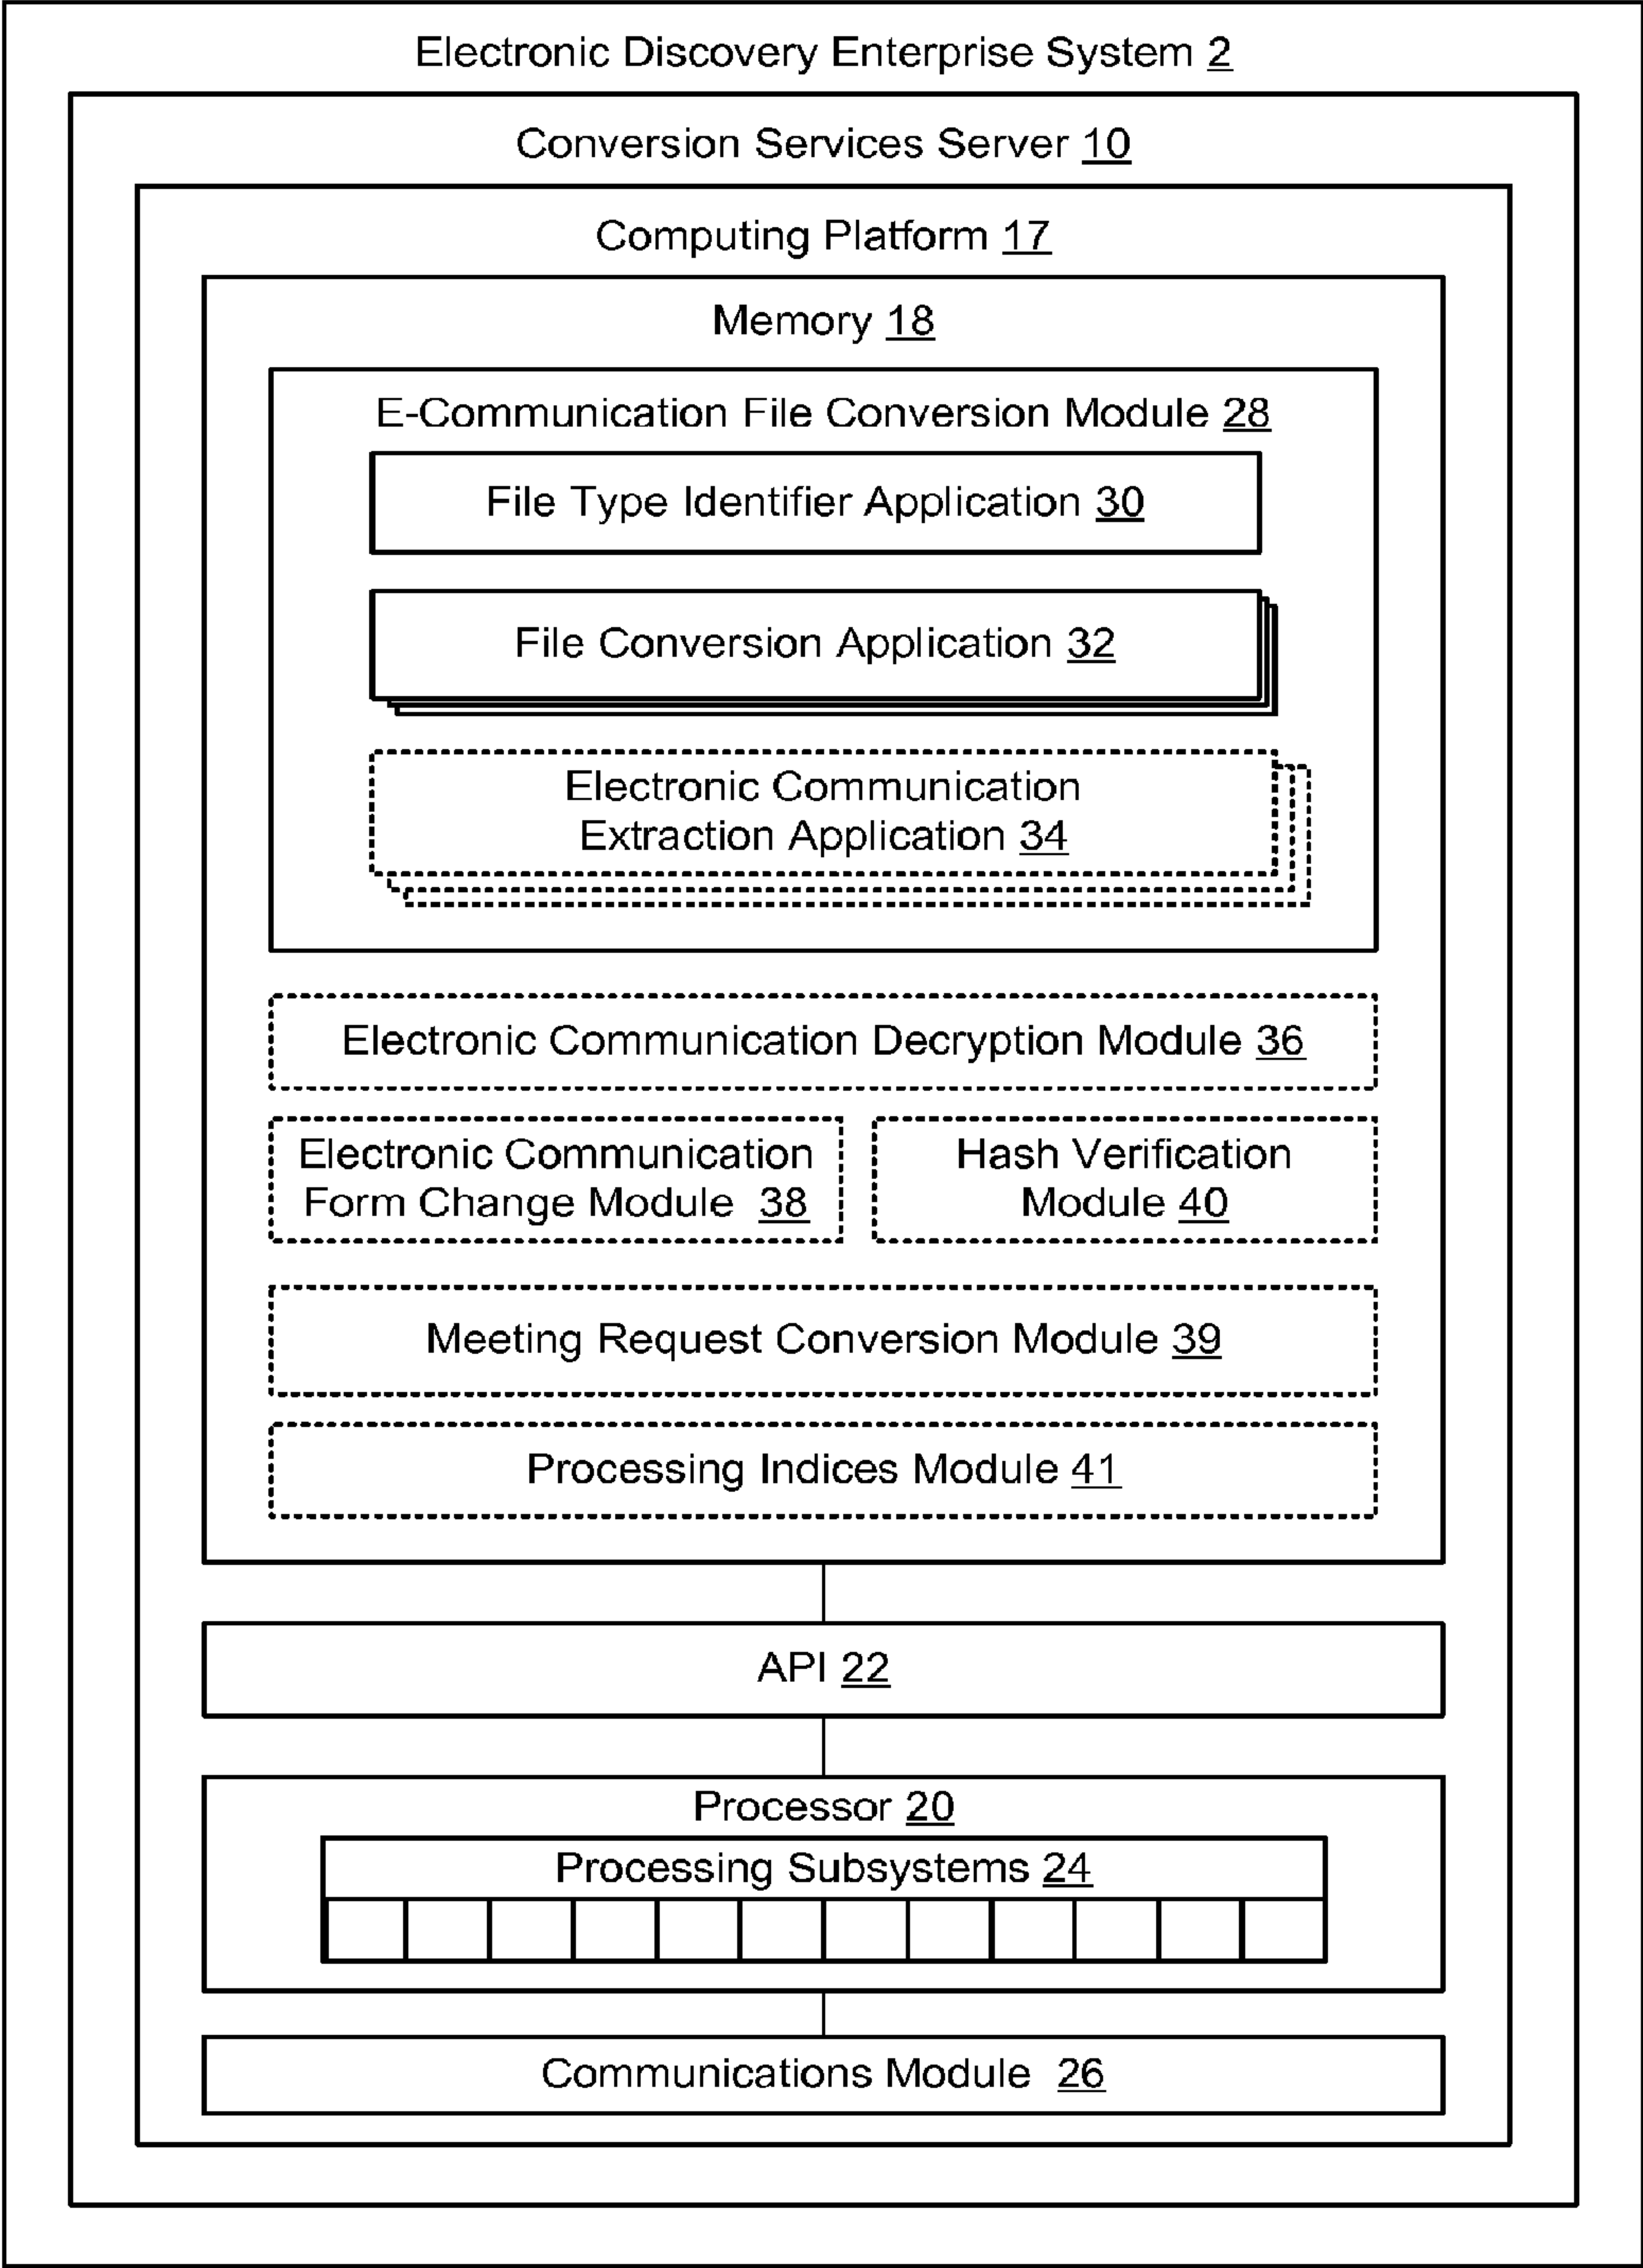 Electronic Discovery Enterprise System 2
Conversion Services Server 10
Computing Platform 17
Memory 18
E-Communication File Conversion Module 28
File Type Identifier Application 30
File Conversion Application 32
Electronic Communication
Extraction Application 34
Electronic Communication Decryption Module 36
Electronic Communication
Form Change Module 38
Hash Verification
Module 40
Meeting Request Conversion Module 39
Processing Indices Module 41
API 22
Processor 20
Processing Subsystems 24
Communications Module 26